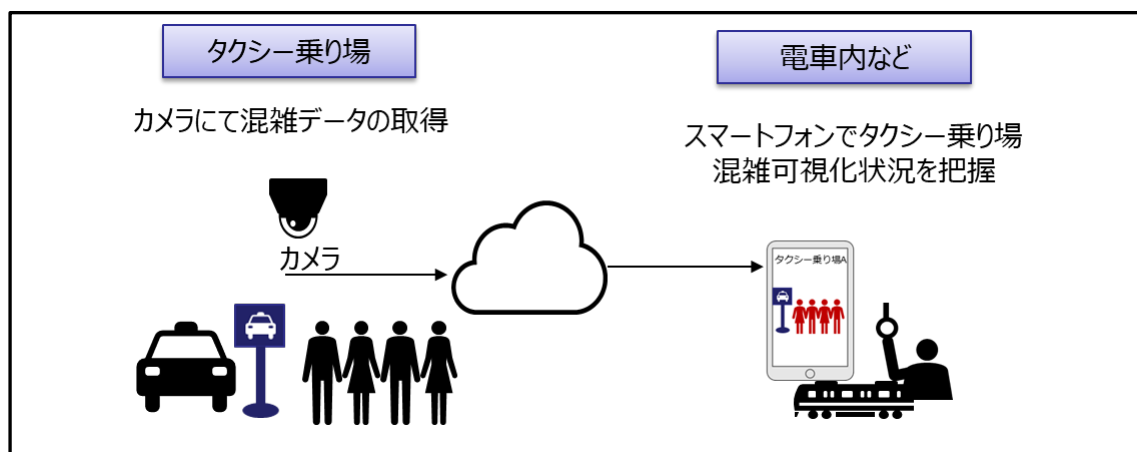 タクシー乗り場
カメラにて混雑データの取得
カメラ
電車内など
スマートフォンでタクシー乗り場
混雑可視化状況を把握
タクシー乗り場A